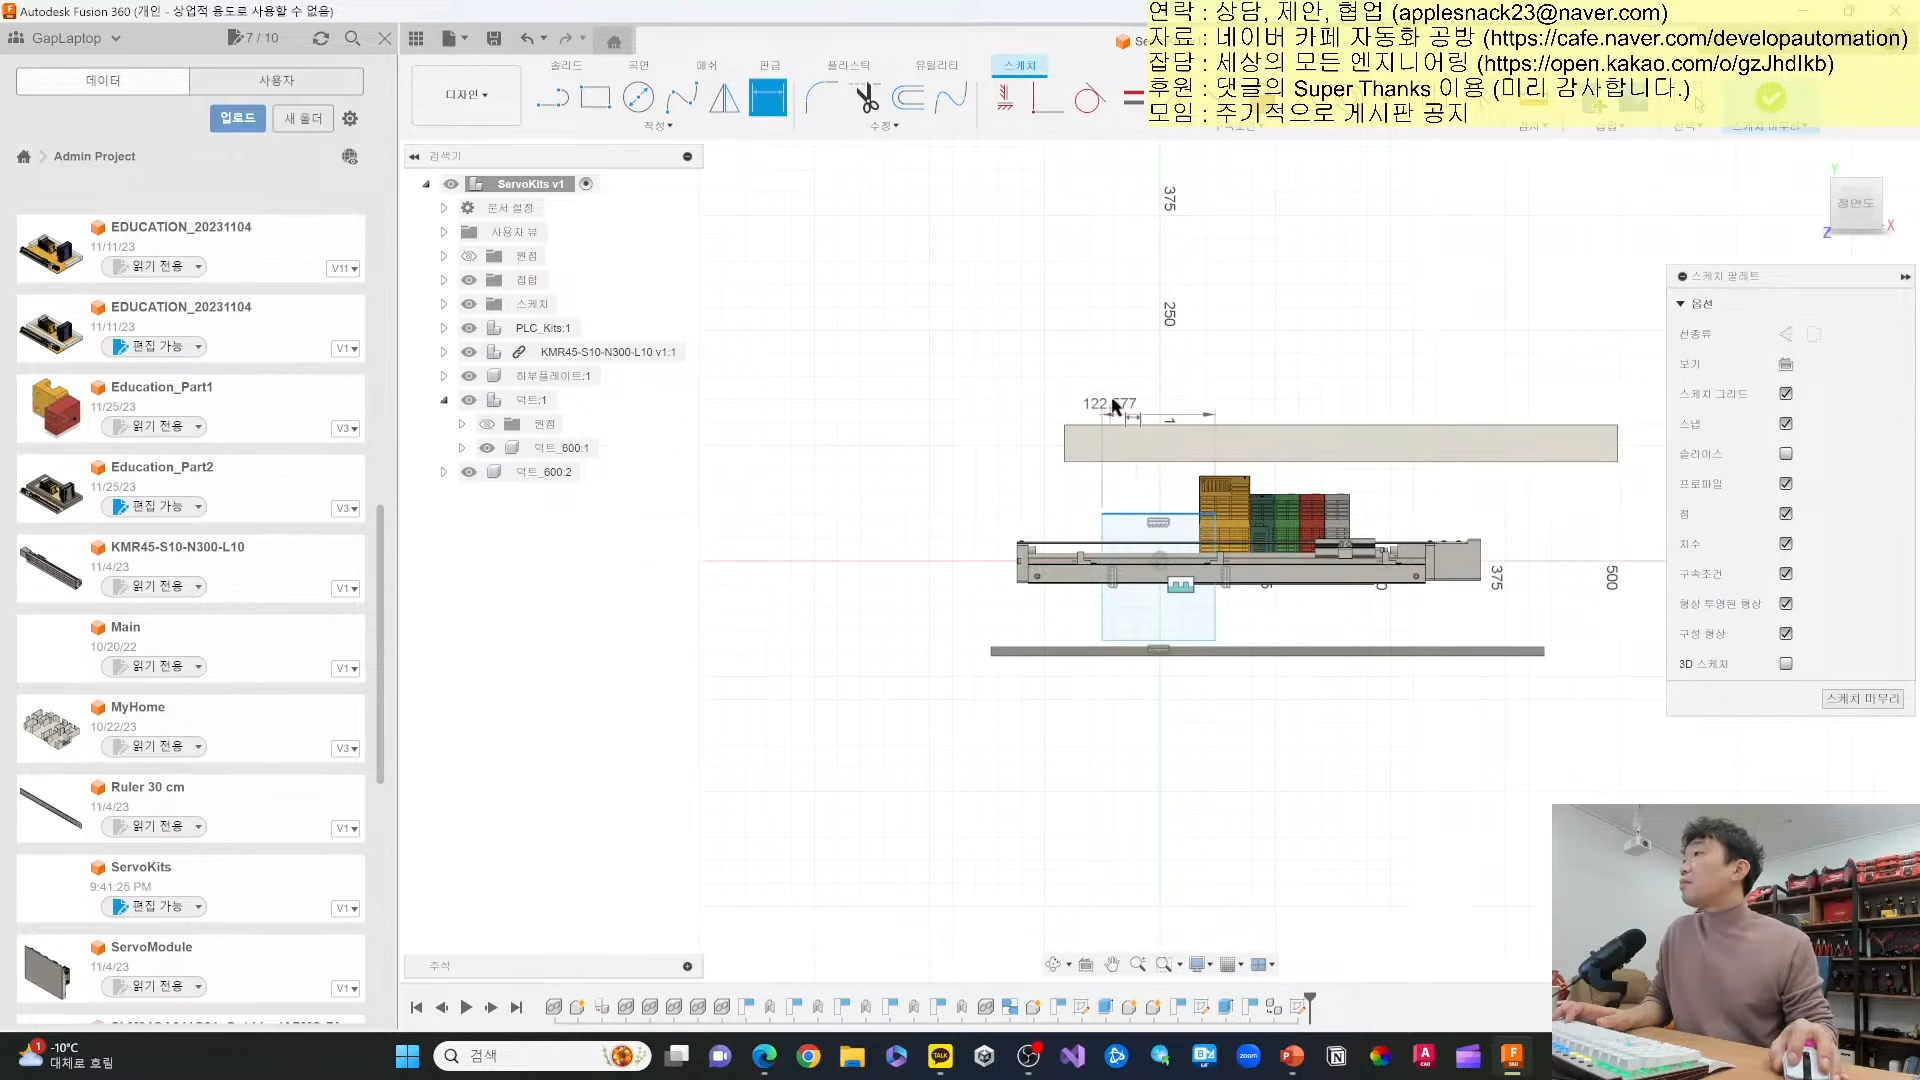 Autodesk Fusion 360 (개인 - 상업적 용도로 사용할 수 없음)
연락 : 상담, 제안, 협업 (applesnack23@naver.com)
자료 : 네이버 카페 자동화 공방 (https://cafe.naver.com/developautomation)
잡담 : 세상의 모든 엔지니어링 (https://open.kakao.com/o/gzJhdIkb)
후원 : 댓글의 Super Thanks 이용 (미리 감사합니다.)
모임 : 주기적으로 게시판 공지
GapLaptop
7 / 10
데이터
사용자
업로드
새 폴더
Admin Project
솔리드
곡면
메쉬
판금
플라스틱
유틸리티
스케치
디자인
작성
수정
스케치 마무리
EDUCATION_20231104
11/11/23
읽기 전용
V11
EDUCATION_20231104
11/11/23
편집 가능
V1
Education_Part1
11/25/23
읽기 전용
V3
Education_Part2
11/25/23
편집 가능
V3
KMR45-S10-N300-L10
11/4/23
읽기 전용
V1
Main
10/20/22
읽기 전용
V1
MyHome
10/22/23
읽기 전용
V3
Ruler 30 cm
11/4/23
읽기 전용
V1
ServoKits
9:41:25 PM
편집 가능
V1
ServoModule
11/4/23
읽기 전용
V1
검색기
ServoKits v1
문서 설정
사용자 뷰
원점
접합
스케치
PLC_Kits:1
KMR45-S10-N300-L10 v1:1
하부플레이트:1
덕트:1
원점
덕트_600:1
덕트_600:2
주석
375
250
375
500
정면도
Y
X
Z
스케치 팔레트
옵션
선종류
보기
스케치 그리드
스냅
슬라이스
프로파일
점
치수
구속조건
형상 투영된 형상
구성 형상
3D 스케치
스케치 마무리
-10°C
대체로 흐림
검색